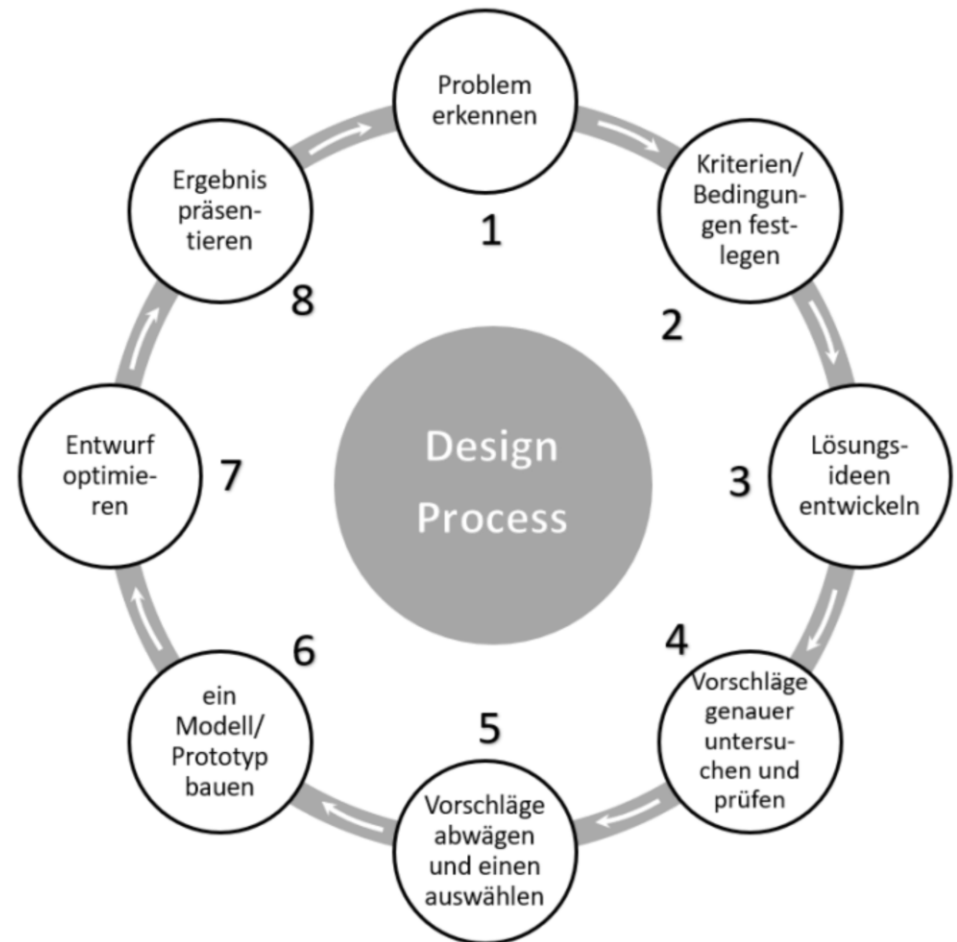 Problem
erkennen
1
Kriterien/
Bedingun-
gen fest-
legen
2
Lösungs-
ideen
entwickeln
3
Vorschläge
genauer
untersu-
chen und
prüfen
4
Vorschläge
abwägen
und einen
auswählen
5
ein
Modell/
Prototyp
bauen
6
Entwurf
optimie-
ren
7
Ergebnis
präsen-
tieren
8
Design
Process